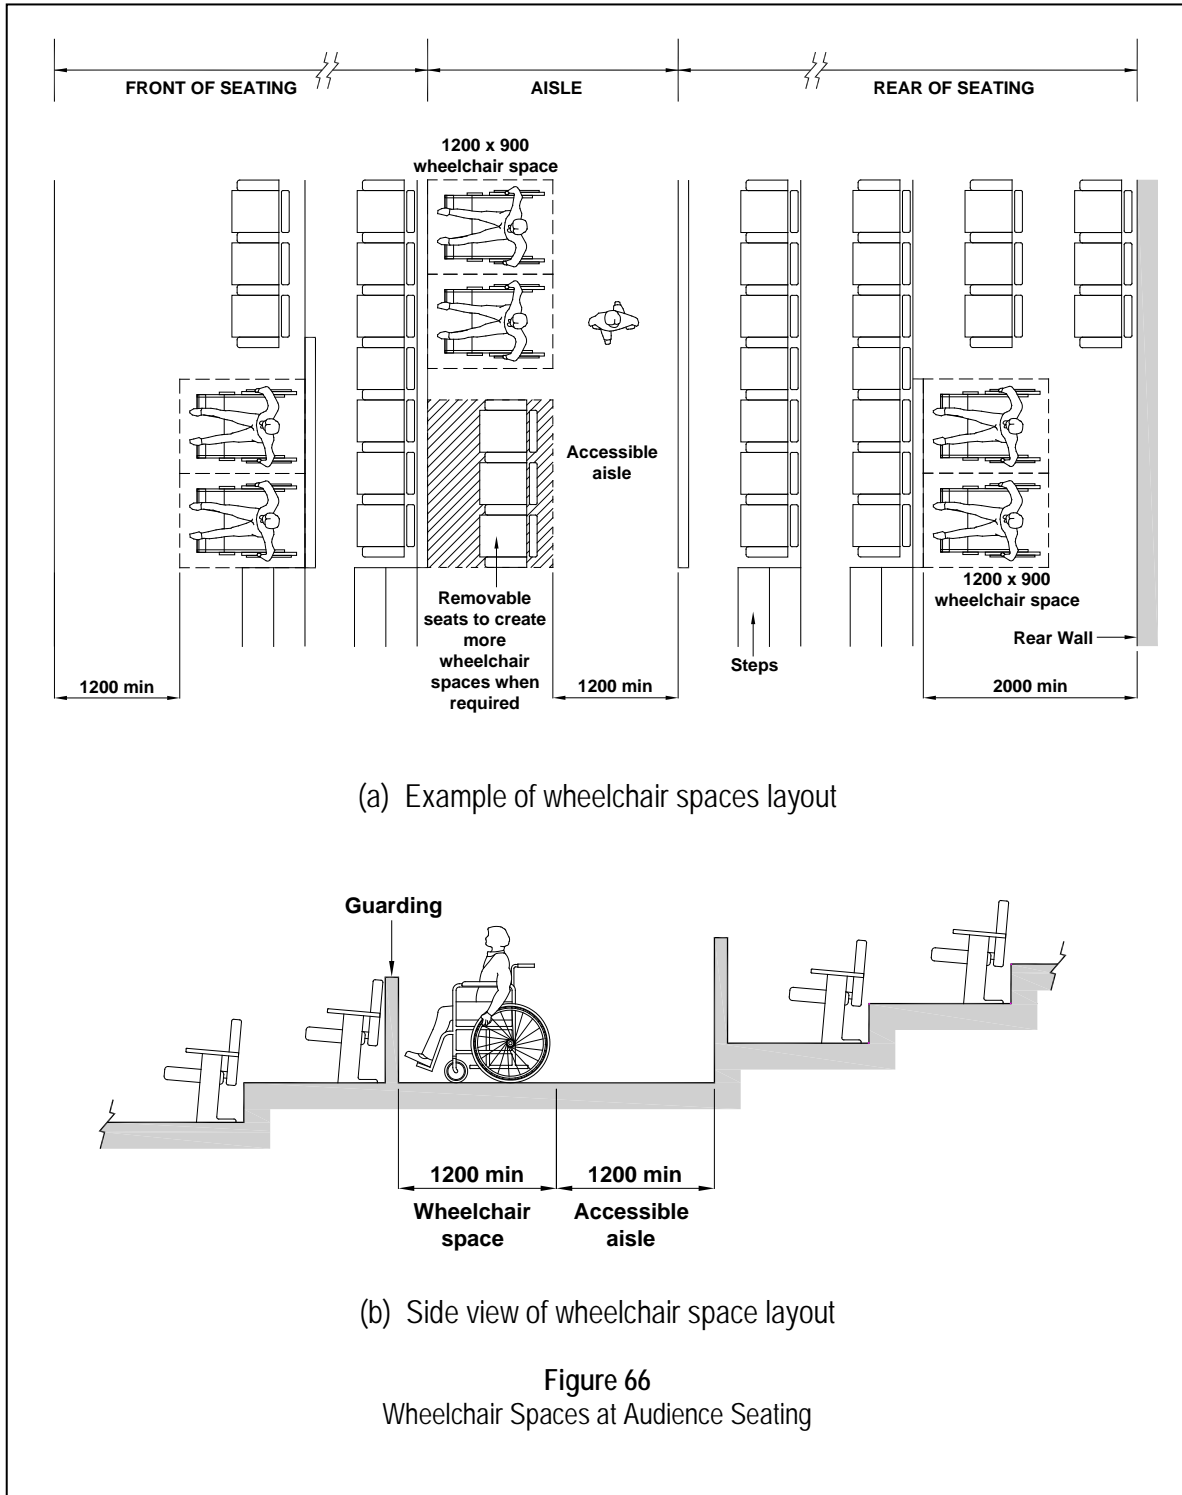 FRONT OF SEATING
AISLE
REAR OF SEATING
1200 x 900
wheelchair space
Accessible
aisle
Removable
seats to create
more
wheelchair
spaces when
required
1200 x 900
wheelchair space
Rear Wall
Steps
1200 min
1200 min
2000 min
(a) Example of wheelchair spaces layout
Guarding
1200 min
1200 min
Wheelchair
space
Accessible
aisle
(b) Side view of wheelchair space layout
Figure 66
Wheelchair Spaces at Audience Seating